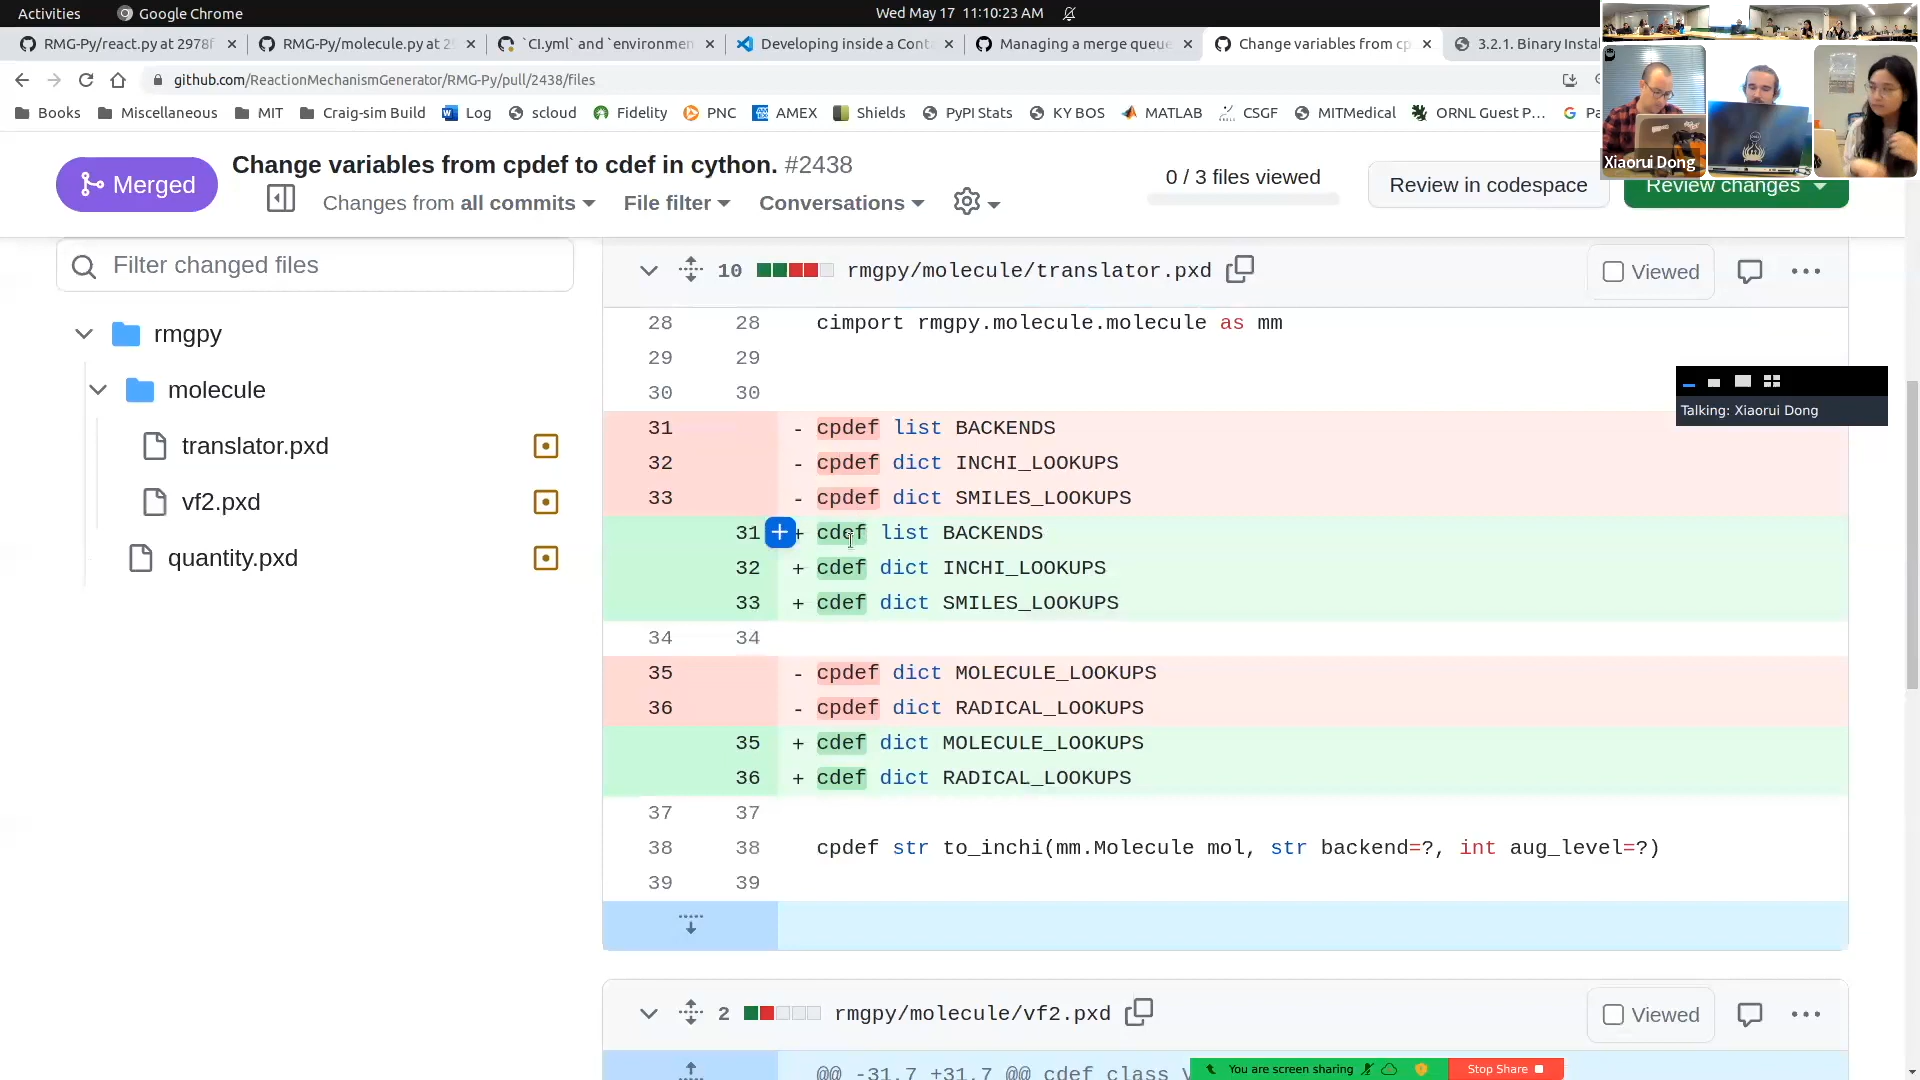 Activities Google Chrome Wed May 17 11:10:23 AM
RMG-Py/react.py at 2978f RMG-Py/molecule.py at 2 `CI.yml` and `environmen Developing inside a Cont Managing a merge queue Change variables from cp 3.2.1. Binary Insta
github.com/ReactionMechanismGenerator/RMG-Py/pull/2438/files
Books Miscellaneous MIT Craig-sim Build Log scloud Fidelity PNC AMEX Shields PyPI Stats KY BOS MATLAB CSGF MITMedical ORNL Guest P...
Xiaorui Dong
Merged Change variables from cpdef to cdef in cython. #2438
Changes from all commits File filter Conversations
0 / 3 files viewed Review in codespace Review changes
Filter changed files
rmgpy
molecule
translator.pxd
vf2.pxd
quantity.pxd
10 rmgpy/molecule/translator.pxd Viewed
28 28 cimport rmgpy.molecule.molecule as mm
29 29
30 30
31 - cpdef list BACKENDS
32 - cpdef dict INCHI_LOOKUPS
33 - cpdef dict SMILES_LOOKUPS
31 + cdef list BACKENDS
32 + cdef dict INCHI_LOOKUPS
33 + cdef dict SMILES_LOOKUPS
34 34
35 - cpdef dict MOLECULE_LOOKUPS
36 - cpdef dict RADICAL_LOOKUPS
35 + cdef dict MOLECULE_LOOKUPS
36 + cdef dict RADICAL_LOOKUPS
37 37
38 38 cpdef str to_inchi(mm.Molecule mol, str backend=?, int aug_level=?)
39 39
Talking: Xiaorui Dong
2 rmgpy/molecule/vf2.pxd Viewed
@@ -31,7 +31,7 @@ cdef class
You are screen sharing Stop Share